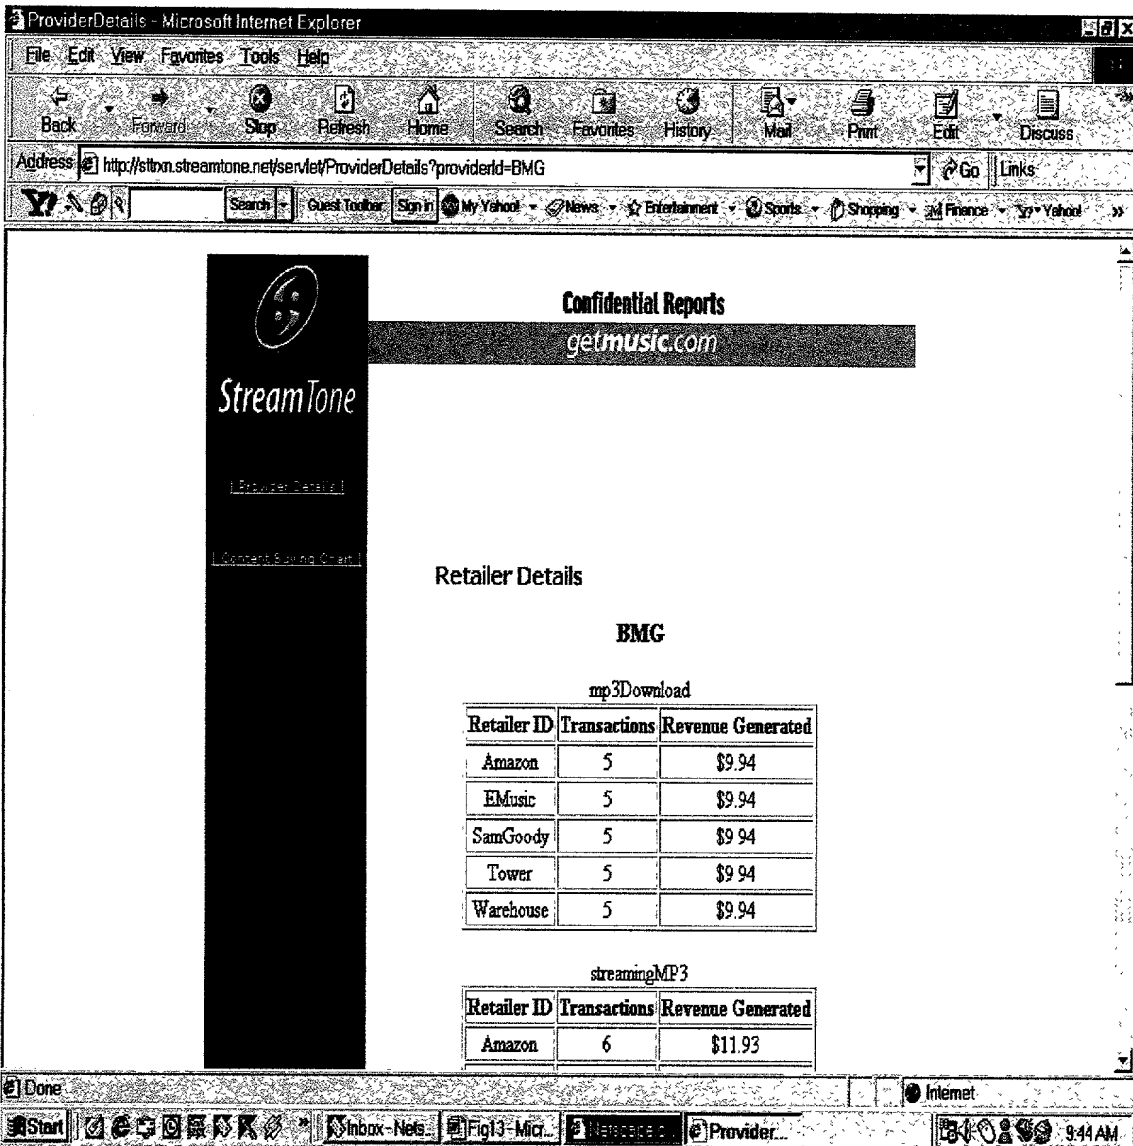 ProviderDetails - Microsoft Internet Explorer
File Edit View Favorites Tools Help
Back Forward Stop Refresh Home Search Favorites History Mail Print Edit Discuss
Address http://sttxn.streamtone.net/servlet/ProviderDetails?providerId=BMG Go Links
Y! Search Guest Toolbar Sign in My Yahoo! News Entertainment Sports Shopping Finance Yahoo! »
Confidential Reports
getmusic.com
StreamTone
[ Provider Details ]
[ Content Buying Chart ]
Retailer Details
BMG
mp3Download
Retailer ID Transactions Revenue Generated
Amazon 5 $9.94
EMusic 5 $9.94
SamGoody 5 $9 94
Tower 5 $9 94
Warehouse 5 $9.94
streamingMP3
Retailer ID Transactions Revenue Generated
Amazon 6 $11.93
Done Internet
Start » Inbox - Nets... Fig13 - Micr... Provider... 9:44 AM